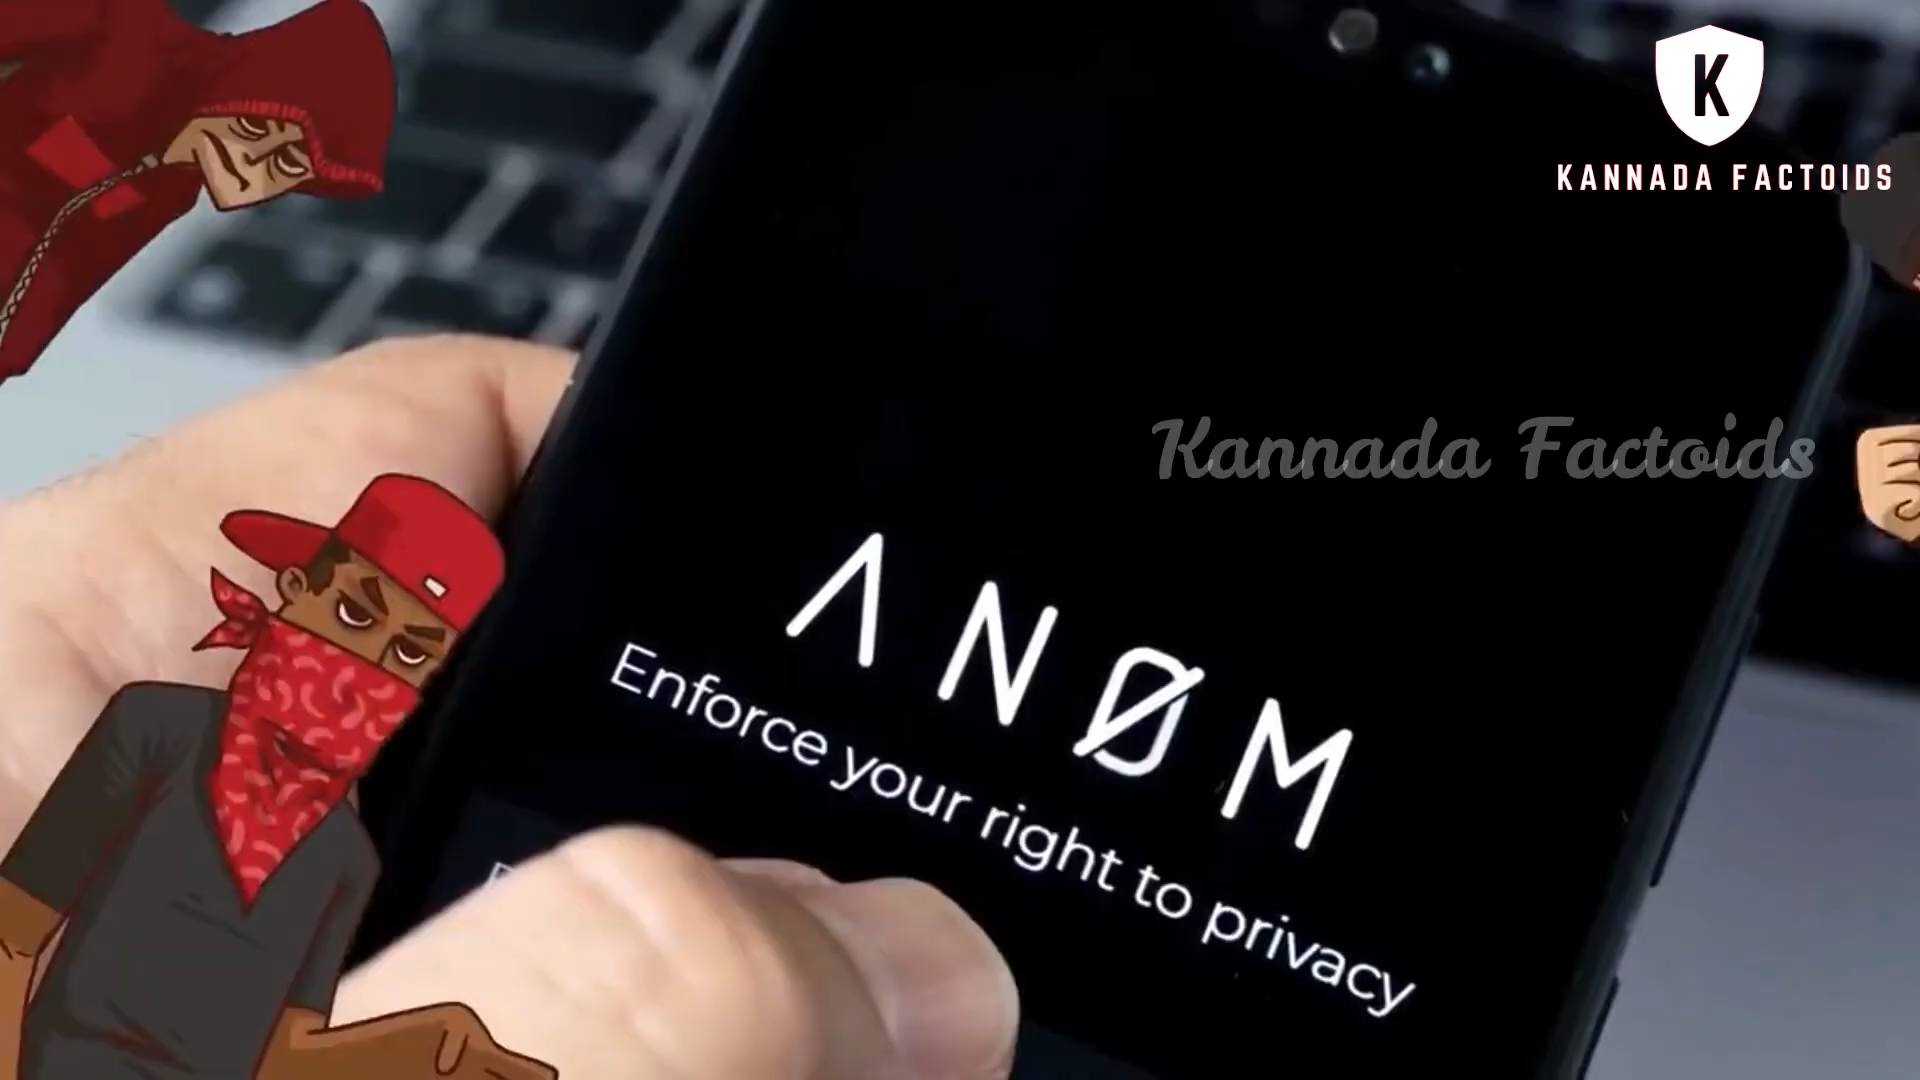 K
KANNADA FACTOIDS
Kannada Factoids
ANØM
Enforce your right to privacy